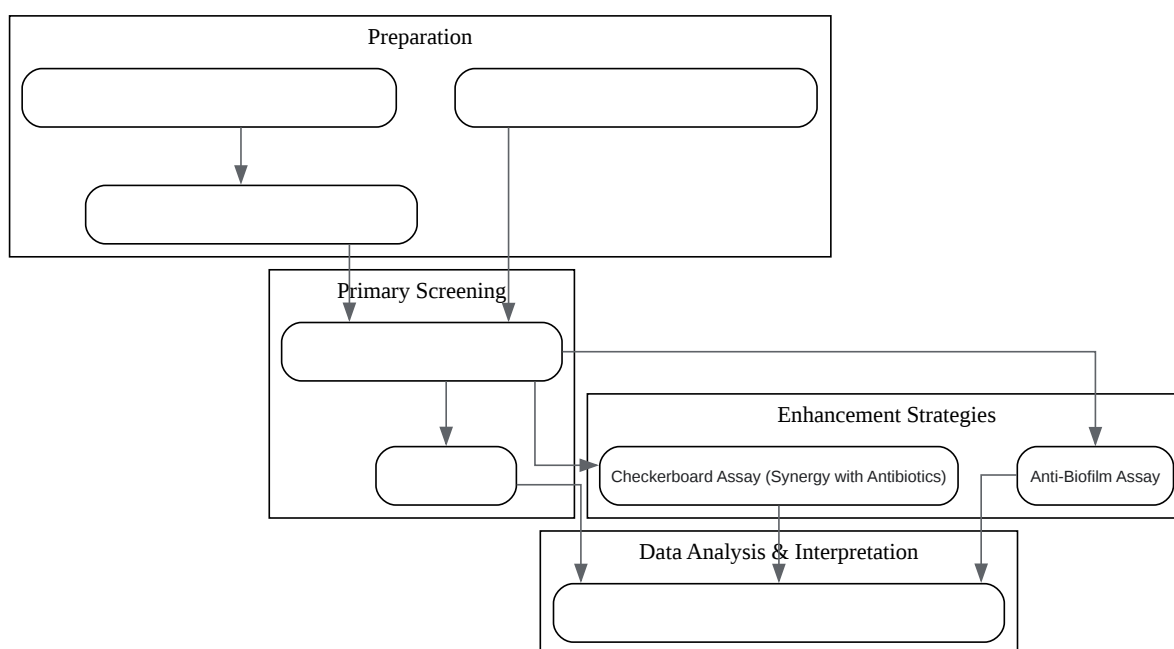 Preparation
Primary Screening
Enhancement Strategies
Checkerboard Assay (Synergy with Antibiotics)
Anti-Biofilm Assay
Data Analysis & Interpretation